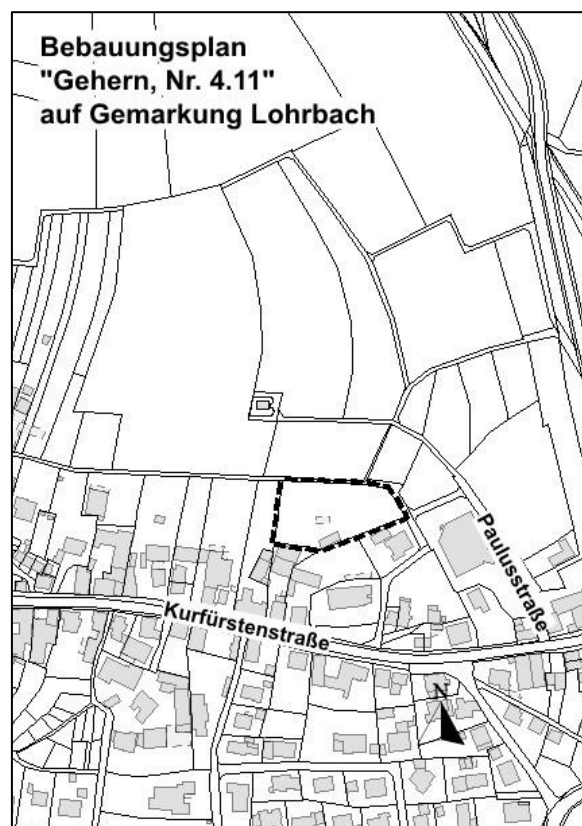 Bebauungsplan
"Gehern, Nr. 4.11"
auf Gemarkung Lohrbach
Paulusstraße
Kurfürstenstraße
N